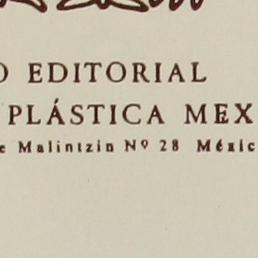 O EDITORIAL
PLÁSTICA MEX
e Malintzin Nº 28 Méxic